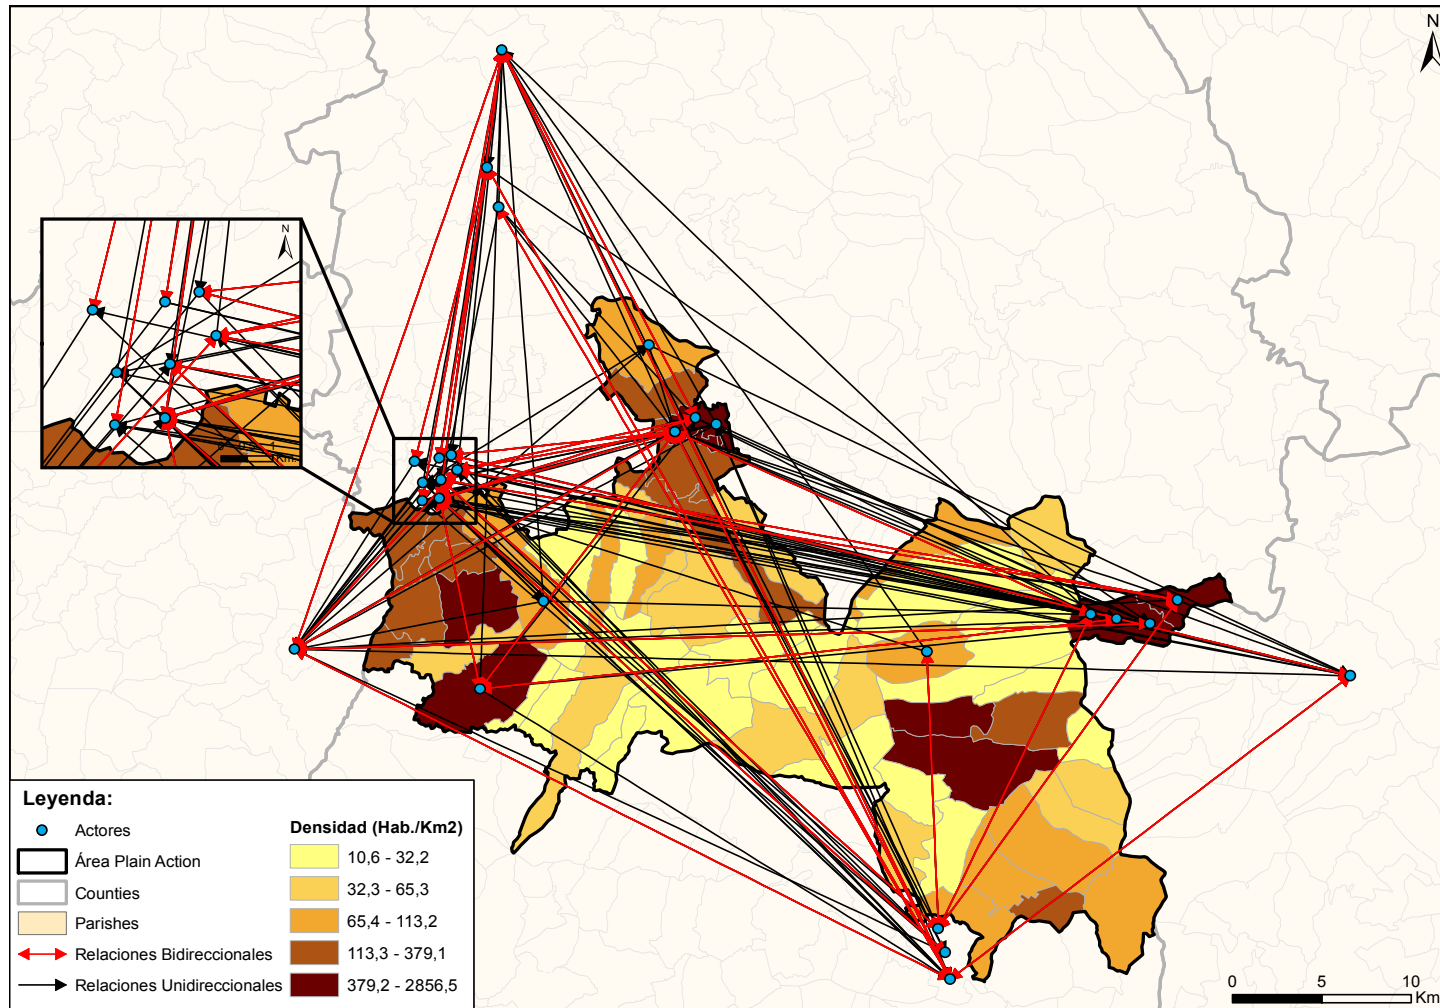 N
N
Leyenda:
Actores
Área Plain Action
Counties
Parishes
Relaciones Bidireccionales
Relaciones Unidireccionales
Densidad (Hab./Km2)
10,6 - 32,2
32,3 - 65,3
65,4 - 113,2
113,3 - 379,1
379,2 - 2856,5
0 5 10
Km